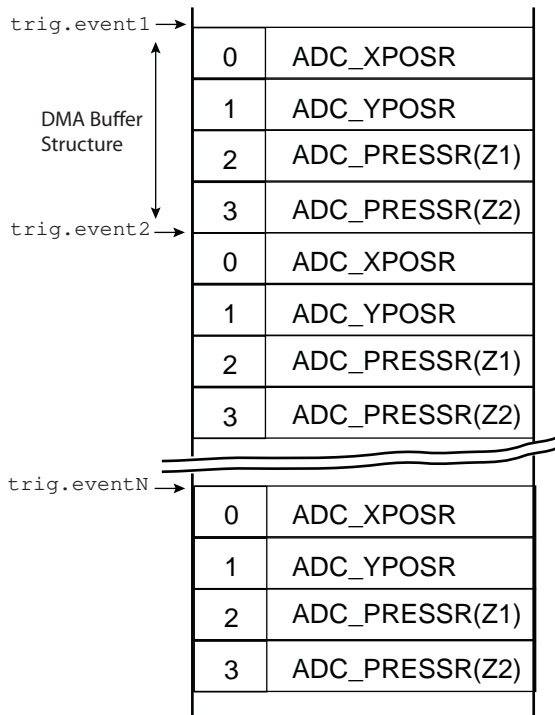 trig.event1
0 ADC_XPOSR
DMA Buffer
Structure
1 ADC_YPOSR
2 ADC_PRESSR(Z1)
3 ADC_PRESSR(Z2)
trig.event2
0 ADC_XPOSR
1 ADC_YPOSR
2 ADC_PRESSR(Z1)
3 ADC_PRESSR(Z2)
trig.eventN
0 ADC_XPOSR
1 ADC_YPOSR
2 ADC_PRESSR(Z1)
3 ADC_PRESSR(Z2)